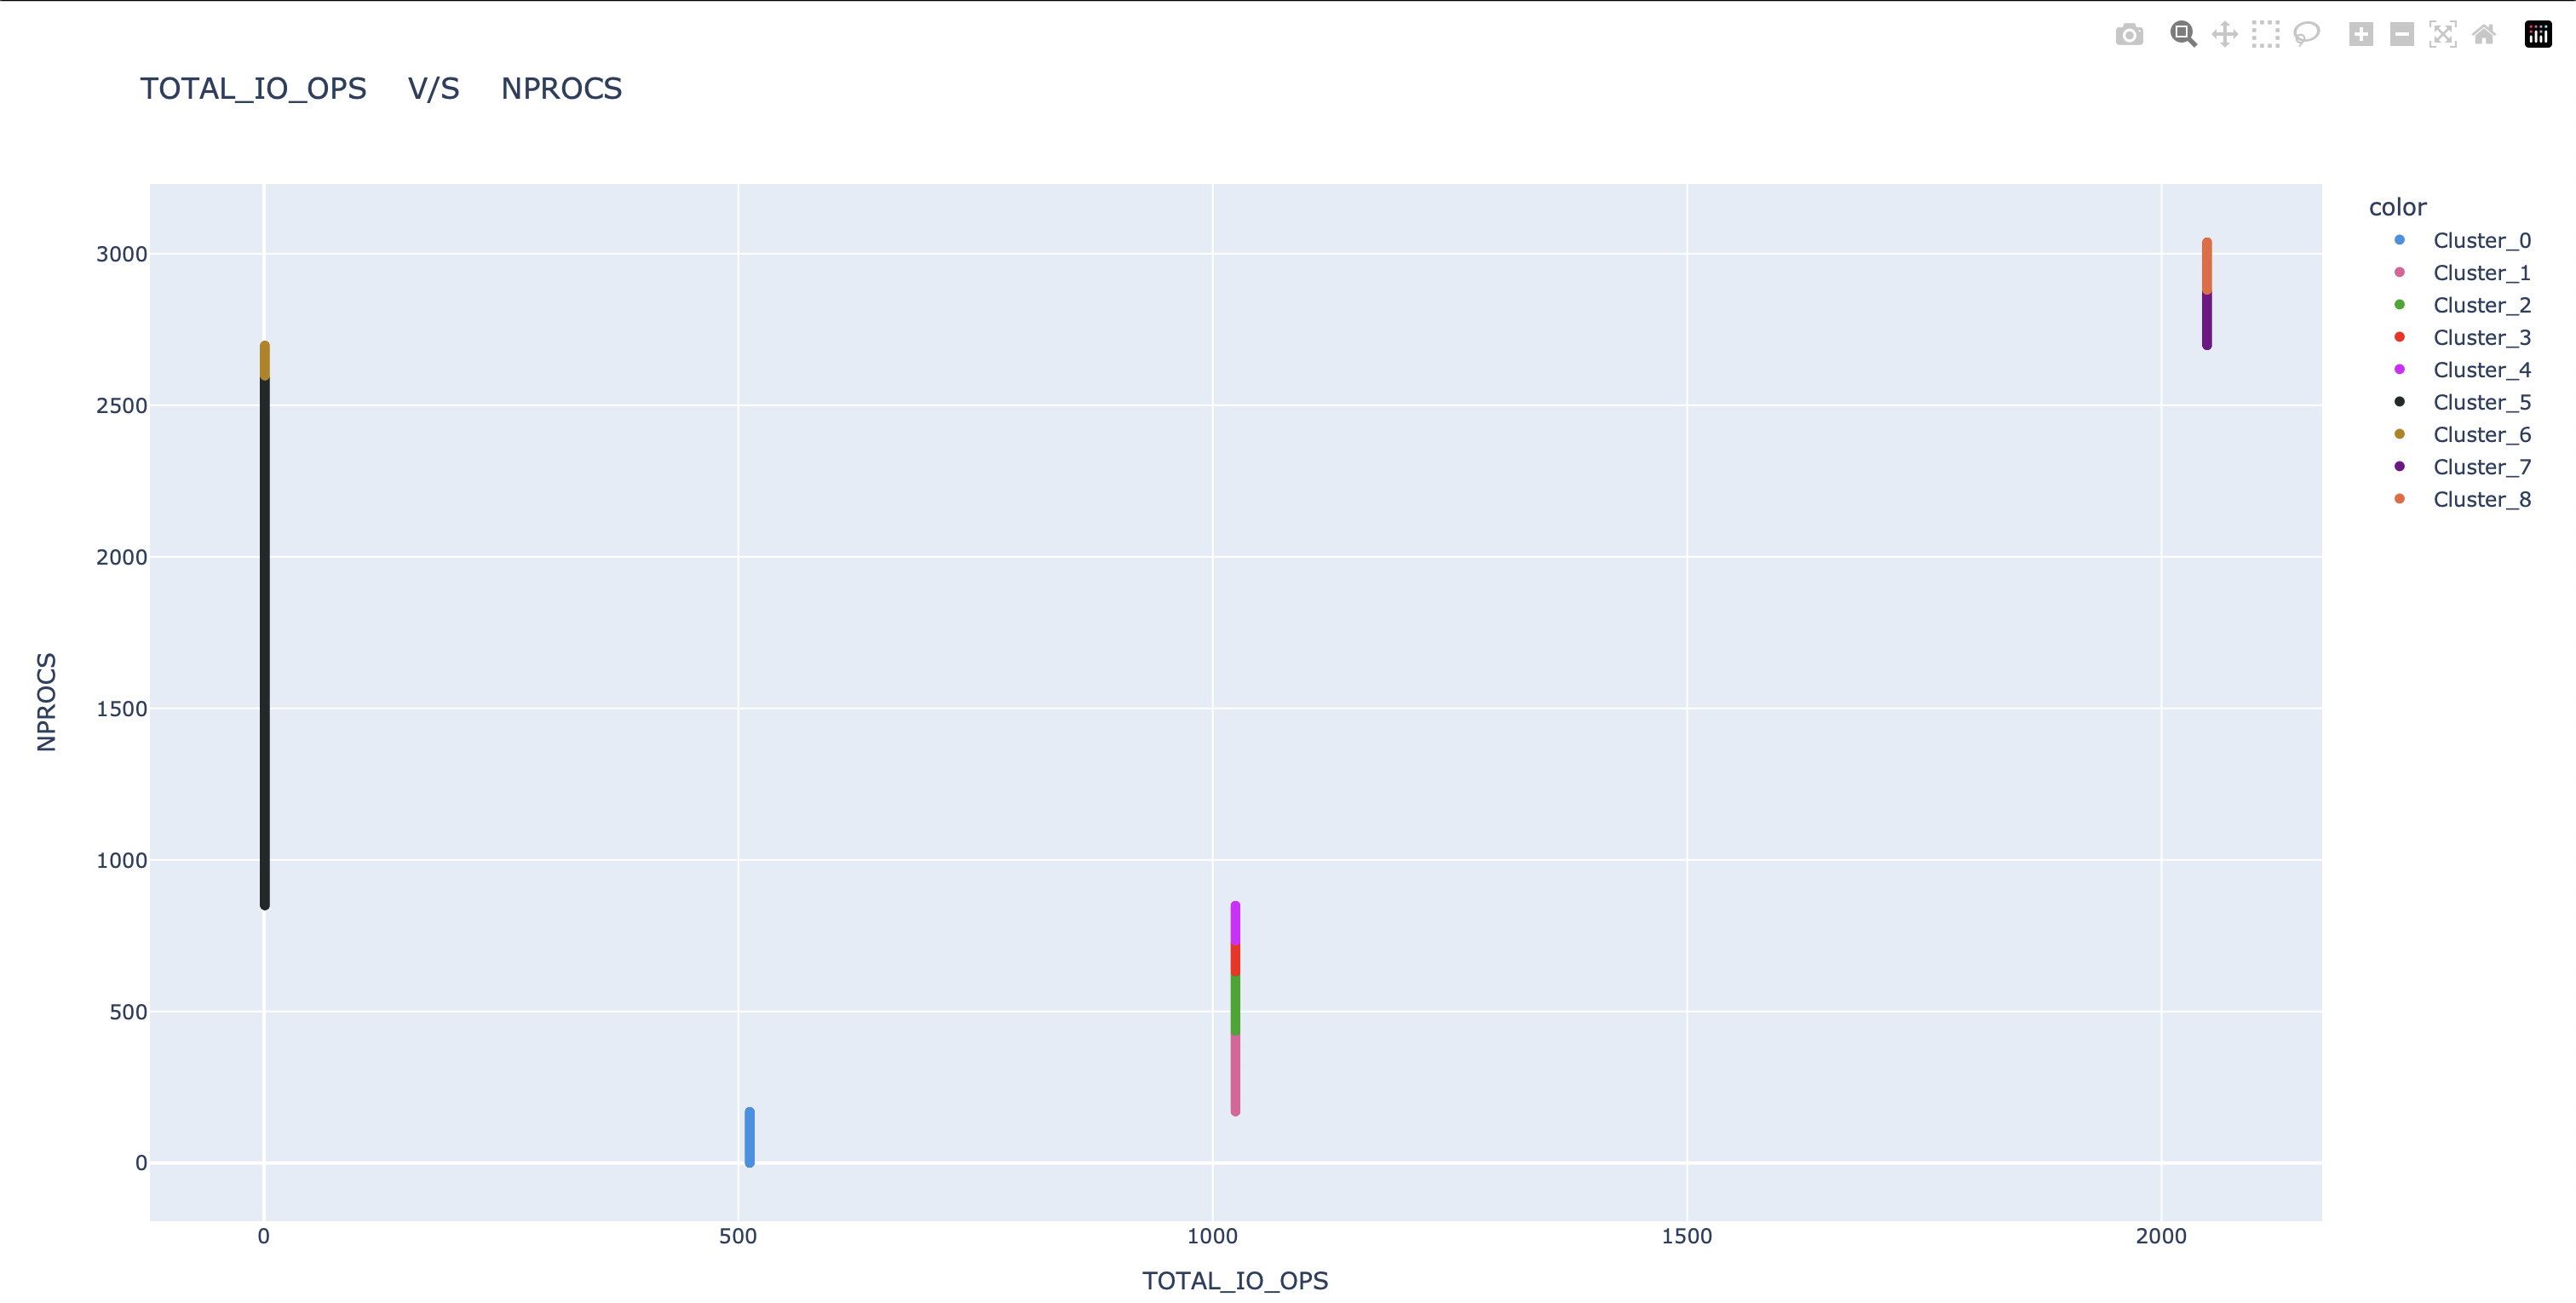 TOTAL_IO_OPS V/S NPROCS
color
Cluster_0
Cluster_1
Cluster_2
Cluster_3
Cluster_4
Cluster_5
Cluster_6
Cluster_7
Cluster_8
NPROCS
3000
2500
2000
1500
1000
500
0
0 500 1000 1500 2000
TOTAL_IO_OPS